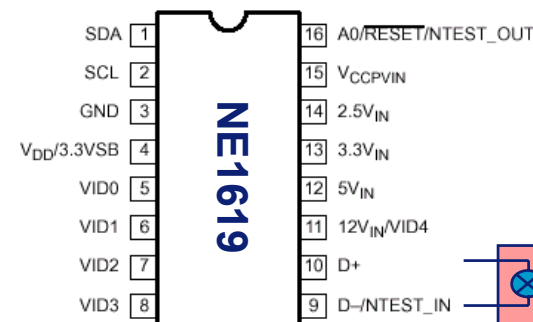 SDA 1 16 A0/RESET/NTEST_OUT
SCL 2 15 VCCPVIN
GND 3 14 2.5VIN
VDD/3.3VSB 4 13 3.3VIN
VID0 5 12 5VIN
VID1 6 11 12VIN/VID4
VID2 7 10 D+
VID3 8 9 D–/NTEST_IN
NE1619